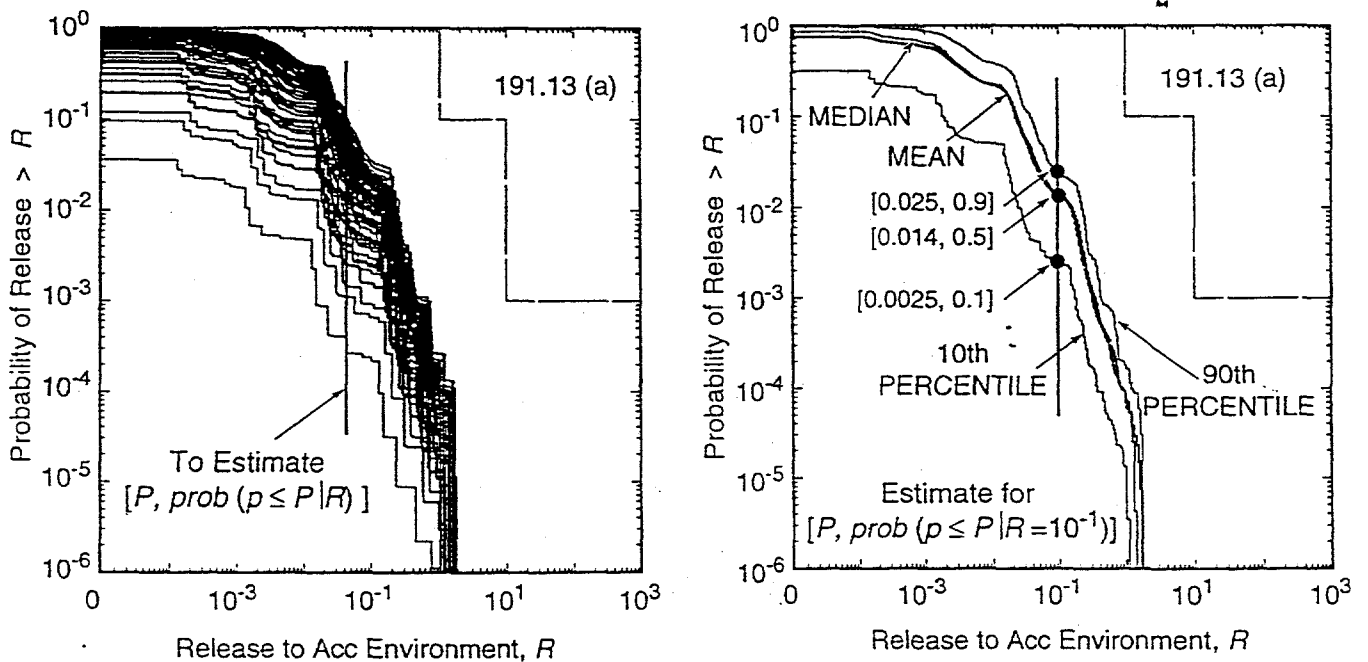 10^0
10^-1
10^-2
10^-3
10^-4
10^-5
10^-6
Probability of Release > R
191.13 (a)
To Estimate
[P, prob (p ≤ P|R) ]
0
10^-3
10^-1
10^1
10^3
Release to Acc Environment, R
10^0
10^-1
10^-2
10^-3
10^-4
10^-5
10^-6
Probability of Release > R
191.13 (a)
MEDIAN
MEAN
[0.025, 0.9]
[0.014, 0.5]
[0.0025, 0.1]
10th
PERCENTILE
90th
PERCENTILE
Estimate for
[P, prob (p ≤ P|R =10^-1)]
0
10^-3
10^-1
10^1
10^3
Release to Acc Environment, R